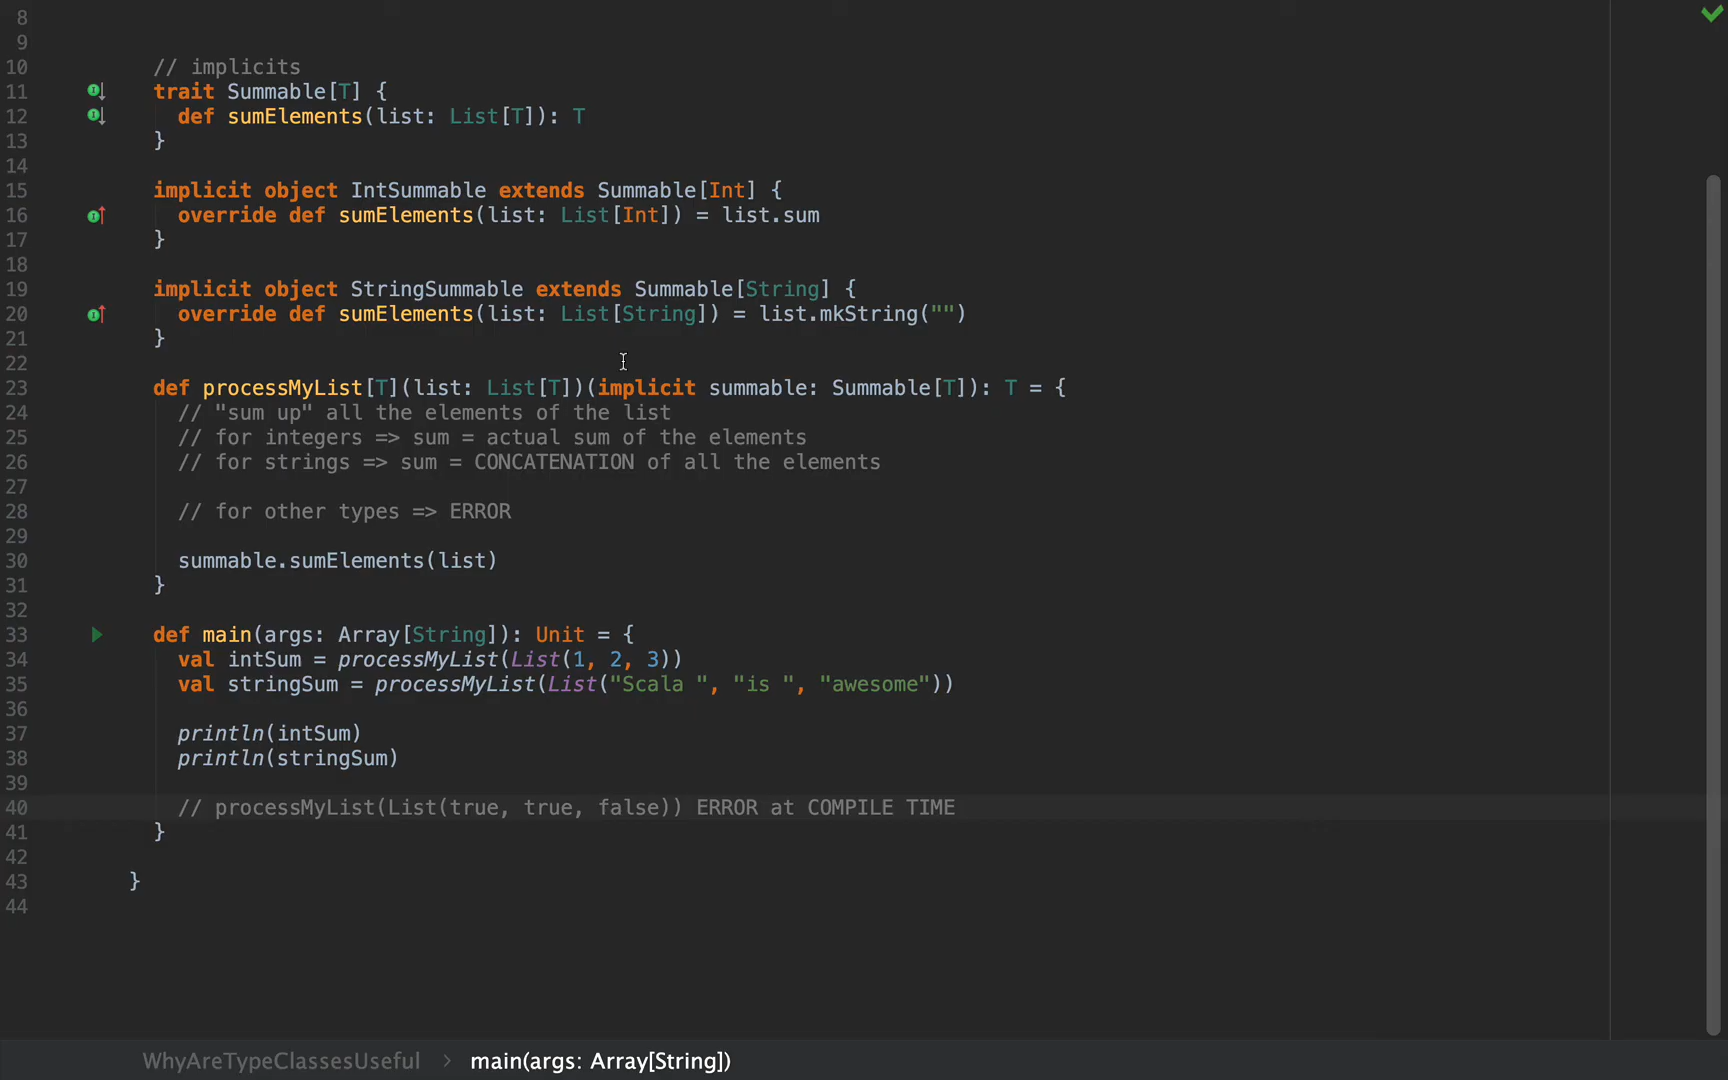 8
9
10 // implicits
11 trait Summable[T] {
12 def sumElements(list: List[T]): T
13 }
14
15 implicit object IntSummable extends Summable[Int] {
16 override def sumElements(list: List[Int]) = list.sum
17 }
18
19 implicit object StringSummable extends Summable[String] {
20 override def sumElements(list: List[String]) = list.mkString("")
21 }
22
23 def processMyList[T](list: List[T])(implicit summable: Summable[T]): T = {
24 // "sum up" all the elements of the list
25 // for integers => sum = actual sum of the elements
26 // for strings => sum = CONCATENATION of all the elements
27
28 // for other types => ERROR
29
30 summable.sumElements(list)
31 }
32
33 def main(args: Array[String]): Unit = {
34 val intSum = processMyList(List(1, 2, 3))
35 val stringSum = processMyList(List("Scala ", "is ", "awesome"))
36
37 println(intSum)
38 println(stringSum)
39
40 // processMyList(List(true, true, false)) ERROR at COMPILE TIME
41 }
42
43 }
44
WhyAreTypeClassesUseful > main(args: Array[String])